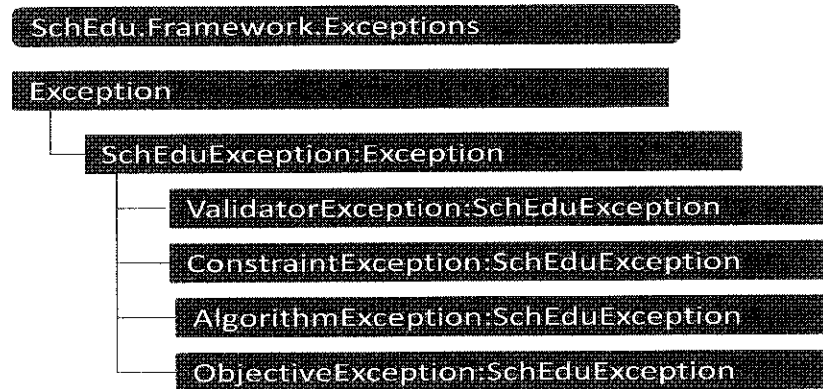 SchEdu.Framework.Exceptions
Exception
SchEduException:Exception
ValidatorException:SchEduException
ConstraintException:SchEduException
AlgorithmException:SchEduException
ObjectiveException:SchEduException